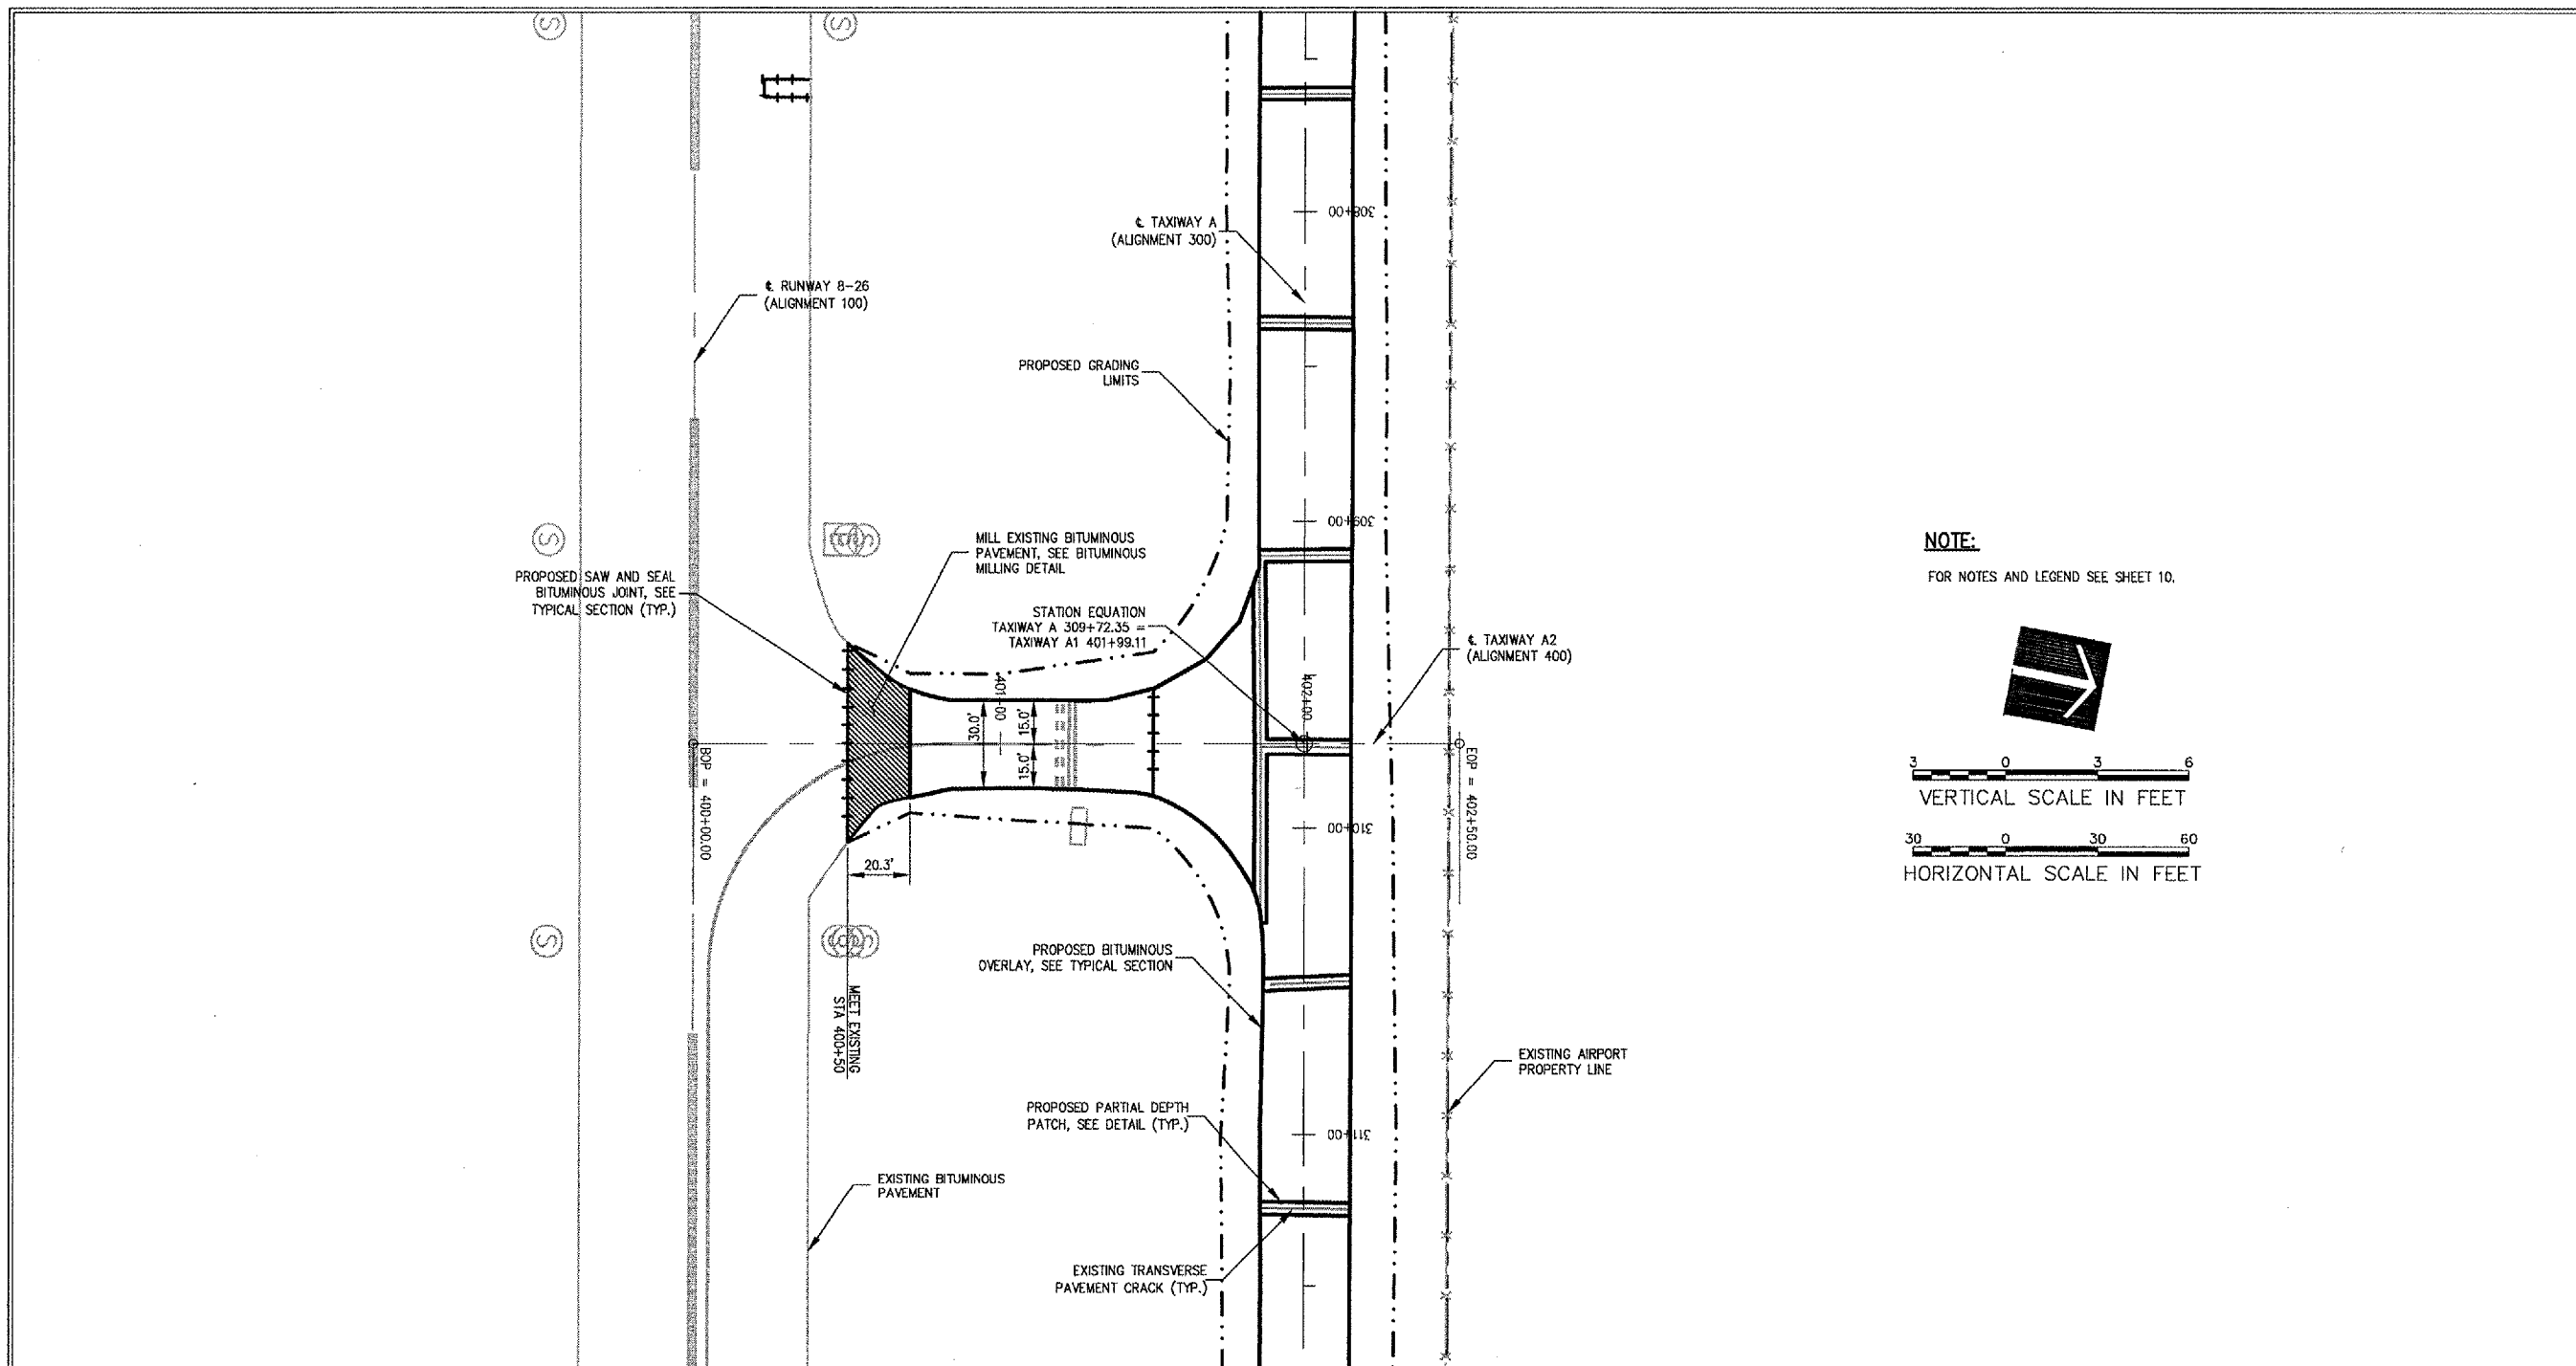 ℄ TAXIWAY A
(ALIGNMENT 300)
308+00
℄ RUNWAY 8-26
(ALIGNMENT 100)
PROPOSED GRADING
LIMITS
309+00
MILL EXISTING BITUMINOUS
PAVEMENT, SEE BITUMINOUS
MILLING DETAIL
PROPOSED SAW AND SEAL
BITUMINOUS JOINT, SEE
TYPICAL SECTION (TYP.)
STATION EQUATION
TAXIWAY A 309+72.35 =
TAXIWAY A1 401+99.11
℄ TAXIWAY A2
(ALIGNMENT 400)
401+00
402+00
30.0'
15.0'
15.0'
BOP = 400+00.00
EOP = 402+50.00
310+00
20.3'
MEET EXISTING
STA 400+50
PROPOSED BITUMINOUS
OVERLAY, SEE TYPICAL SECTION
EXISTING AIRPORT
PROPERTY LINE
PROPOSED PARTIAL DEPTH
PATCH, SEE DETAIL (TYP.)
311+00
EXISTING BITUMINOUS
PAVEMENT
EXISTING TRANSVERSE
PAVEMENT CRACK (TYP.)
S
S
S
S
NOTE:
FOR NOTES AND LEGEND SEE SHEET 10.
3 0 3 6
VERTICAL SCALE IN FEET
30 0 30 60
HORIZONTAL SCALE IN FEET